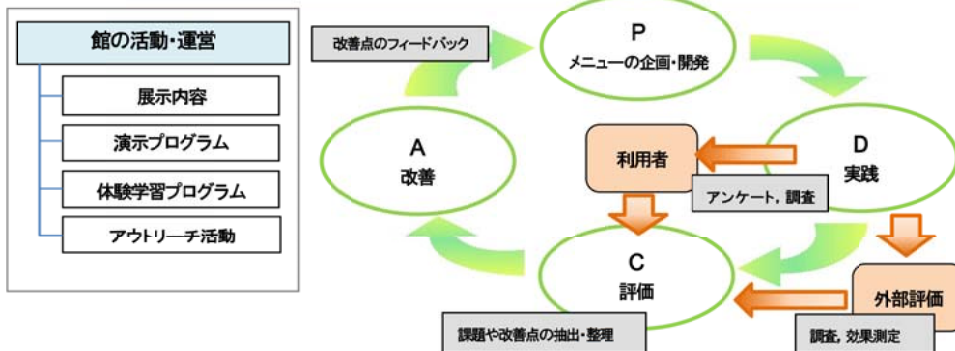 館の活動・運営
展示内容
演示プログラム
体験学習プログラム
アウトリーチ活動
改善点のフィードバック
P
メニューの企画・開発
A
改善
利用者
D
実践
アンケート，調査
C
評価
外部評価
課題や改善点の抽出・整理
調査，効果測定